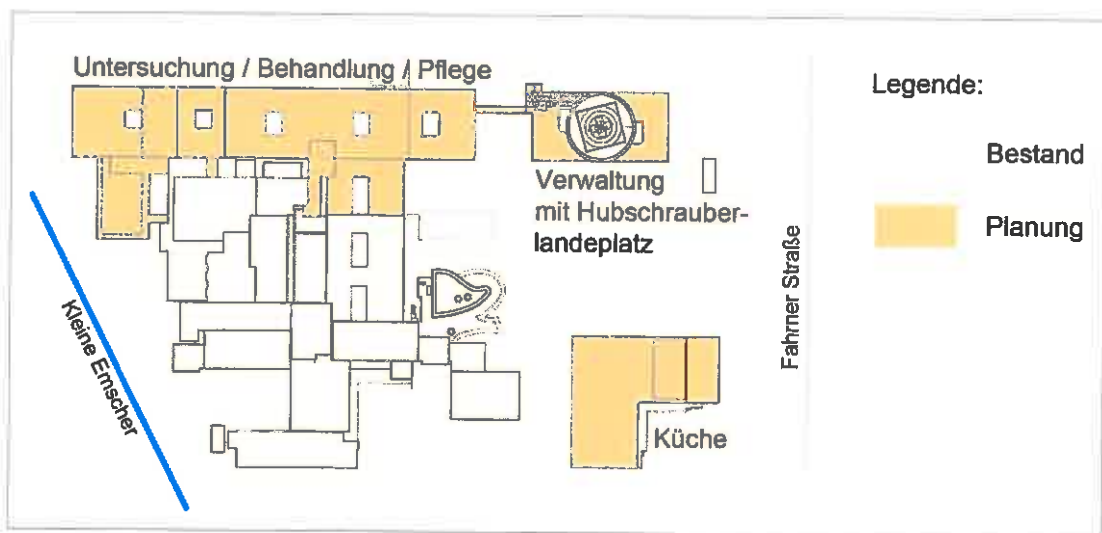 Untersuchung / Behandlung / Pflege
Verwaltung
mit Hubschrauber-
landeplatz
Küche
Kleine Emscher
Fahrner Straße
Legende:
Bestand
Planung